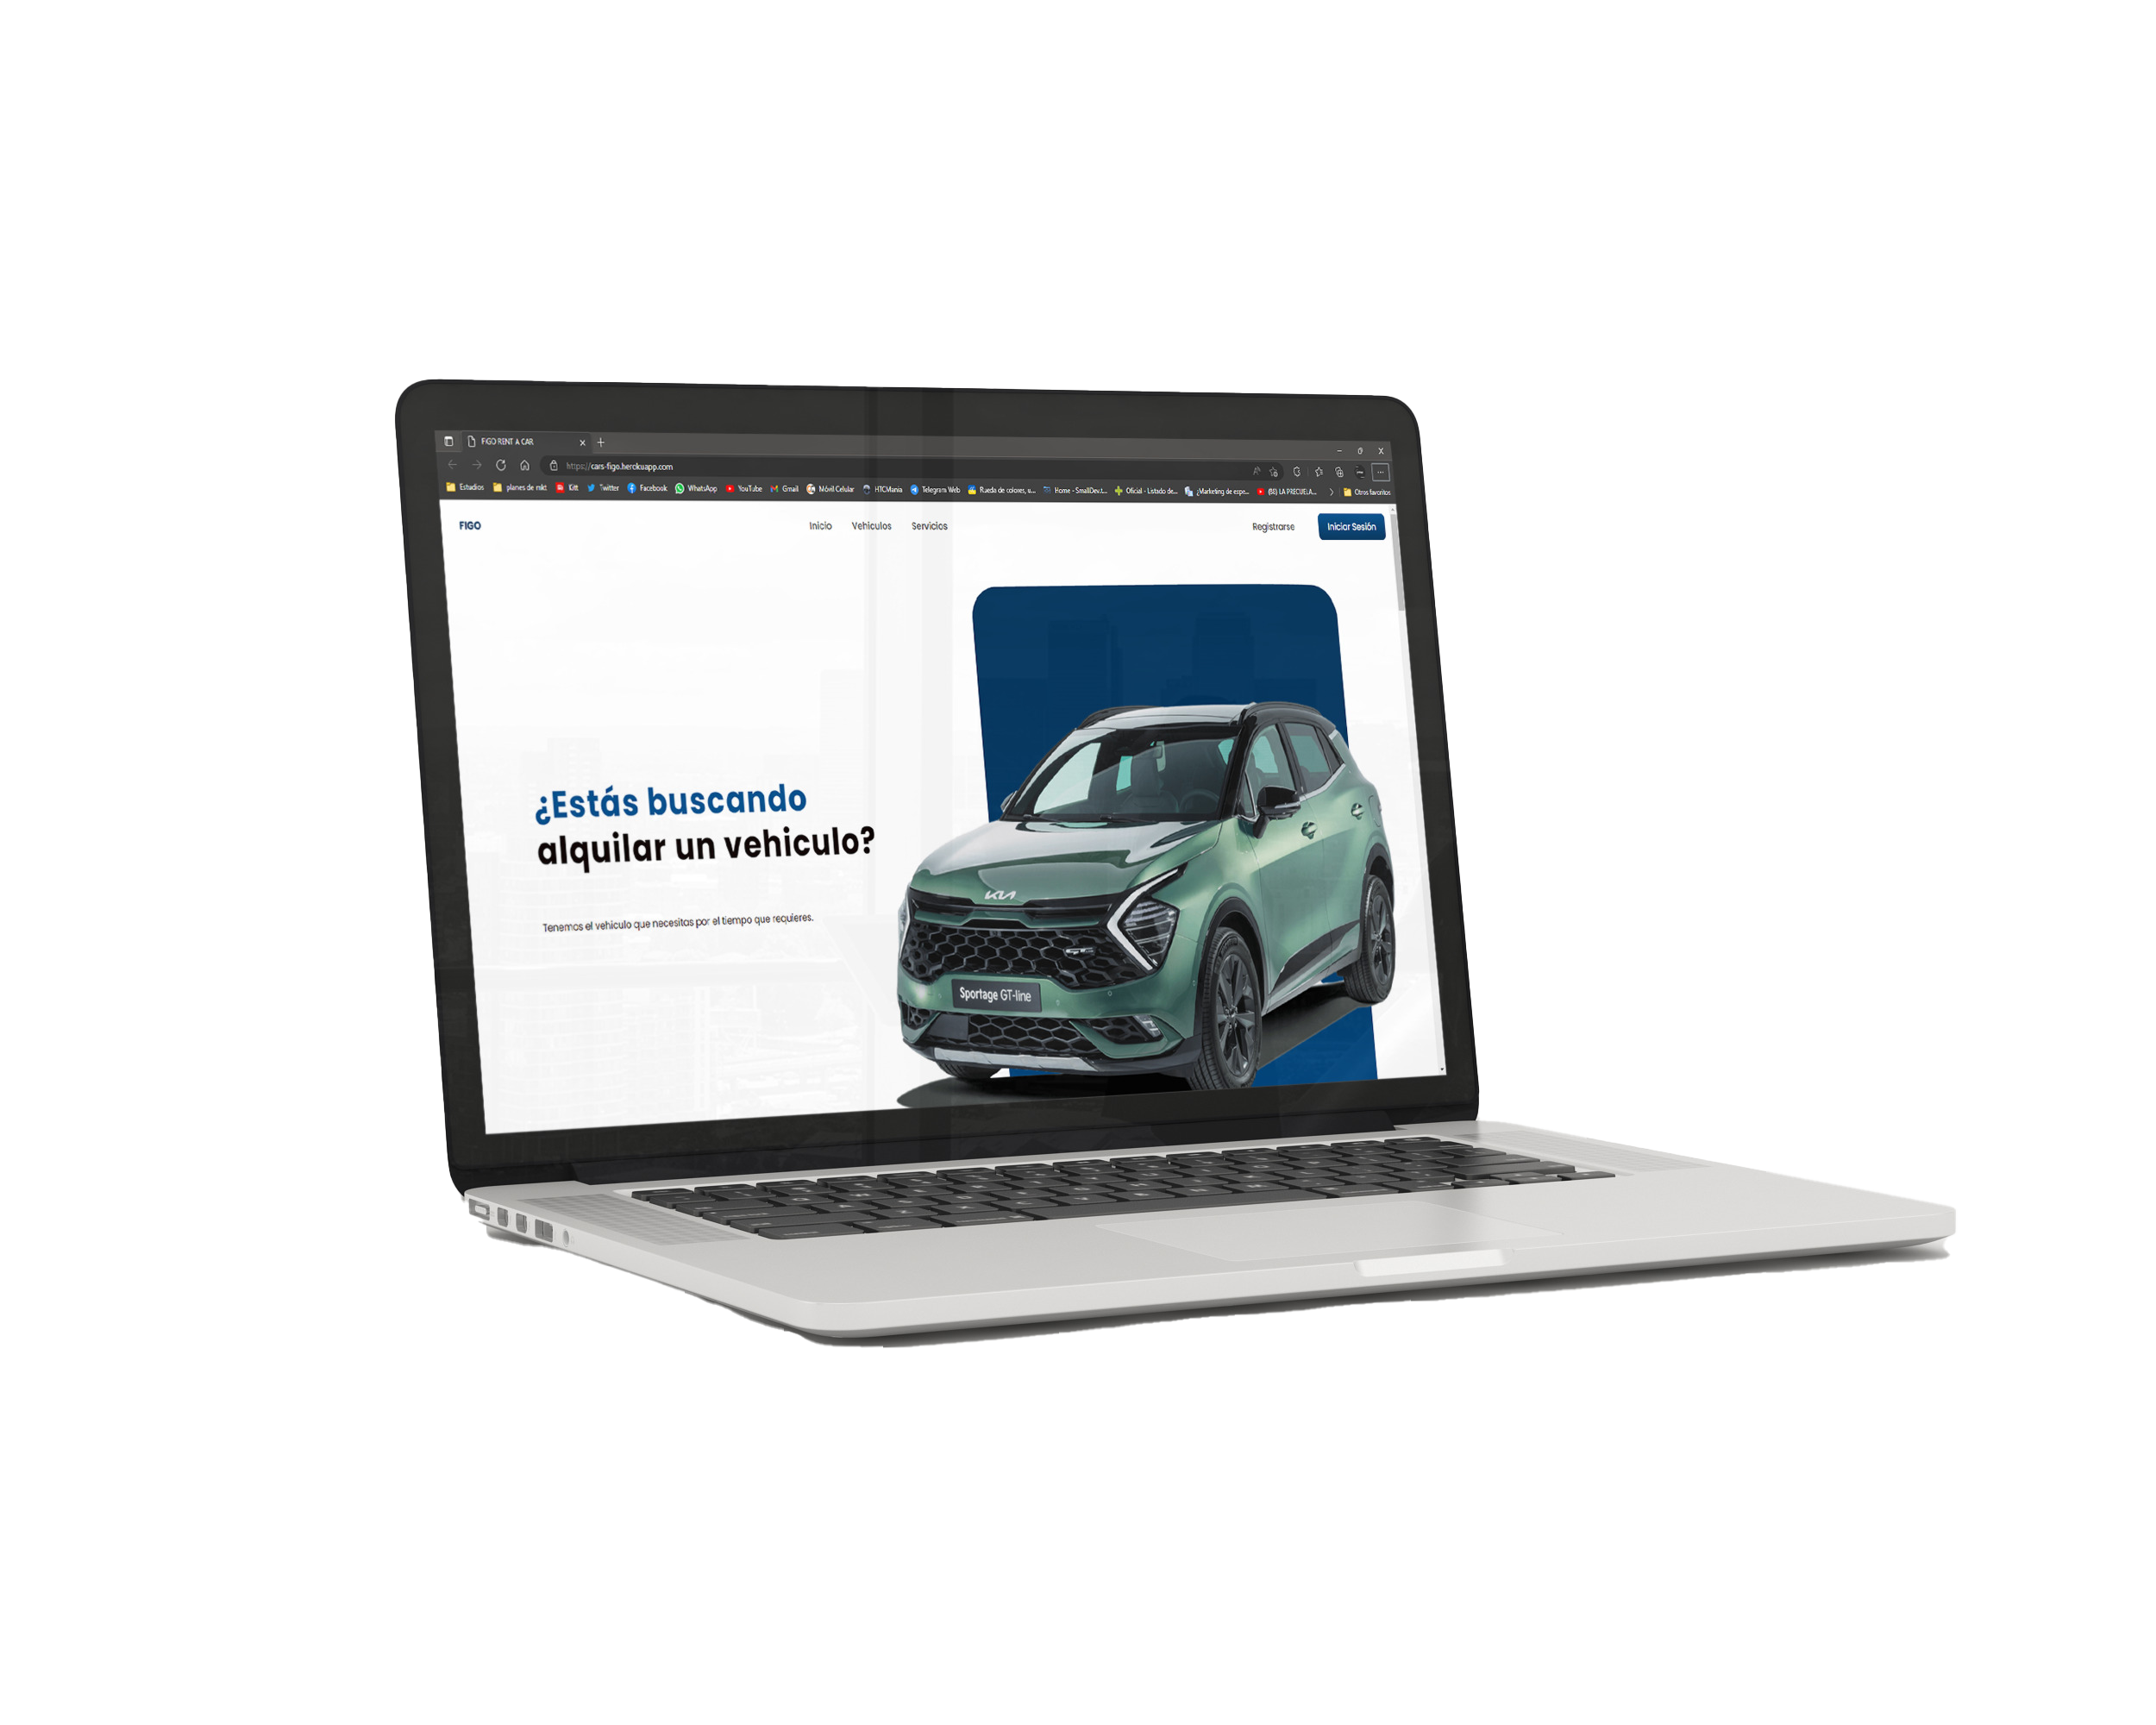 FIGO RENT A CAR
https://cars-figo.herokuapp.com
Estudios planes de mkt Kitt Twitter Facebook WhatsApp YouTube Gmail Móvil Celular HTCMania Telegram Web Rueda de colores, u... Home - SmallDev.t... Oficial - Listado de... ¿Marketing de espe... LA PRECUELA... Otros favoritos
FIGO Inicio Vehiculos Servicios Registrarse Iniciar Sesión
¿Estás buscando
alquilar un vehiculo?
Tenemos el vehiculo que necesitas por el tiempo que requieres.
KIA
Sportage GT-line